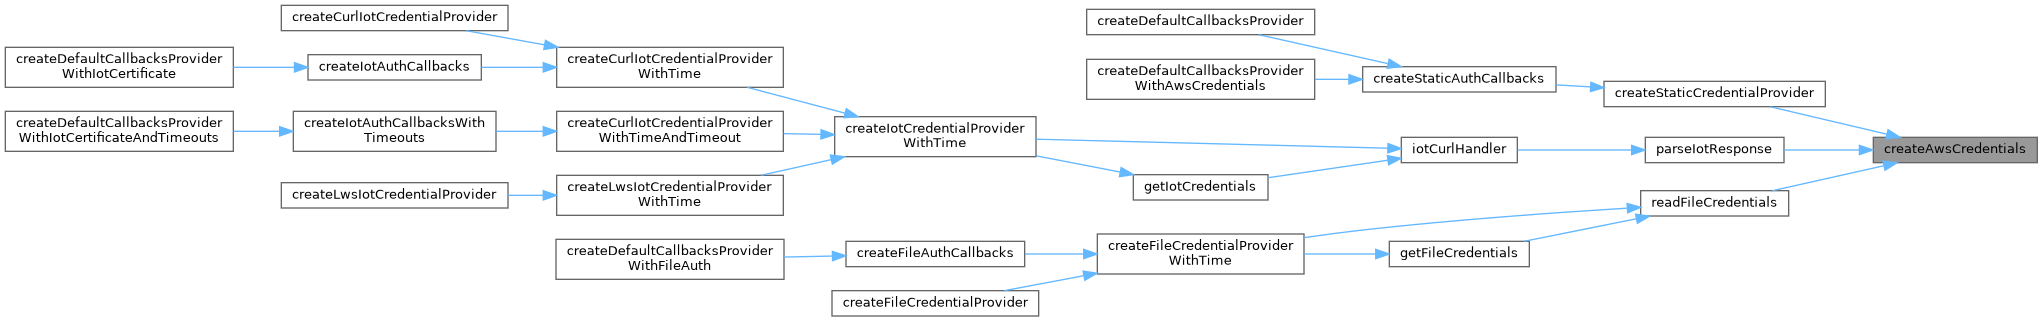 createCurlIotCredentialProvider
createDefaultCallbacksProvider
createDefaultCallbacksProvider
WithIotCertificate
createIotAuthCallbacks
createCurlIotCredentialProvider
WithTime
createDefaultCallbacksProvider
WithAwsCredentials
createStaticAuthCallbacks
createStaticCredentialProvider
createDefaultCallbacksProvider
WithIotCertificateAndTimeouts
createIotAuthCallbacksWith
Timeouts
createCurlIotCredentialProvider
WithTimeAndTimeout
createIotCredentialProvider
WithTime
iotCurlHandler
parseIotResponse
createAwsCredentials
createLwsIotCredentialProvider
createLwsIotCredentialProvider
WithTime
getIotCredentials
readFileCredentials
createDefaultCallbacksProvider
WithFileAuth
createFileAuthCallbacks
createFileCredentialProvider
WithTime
getFileCredentials
createFileCredentialProvider